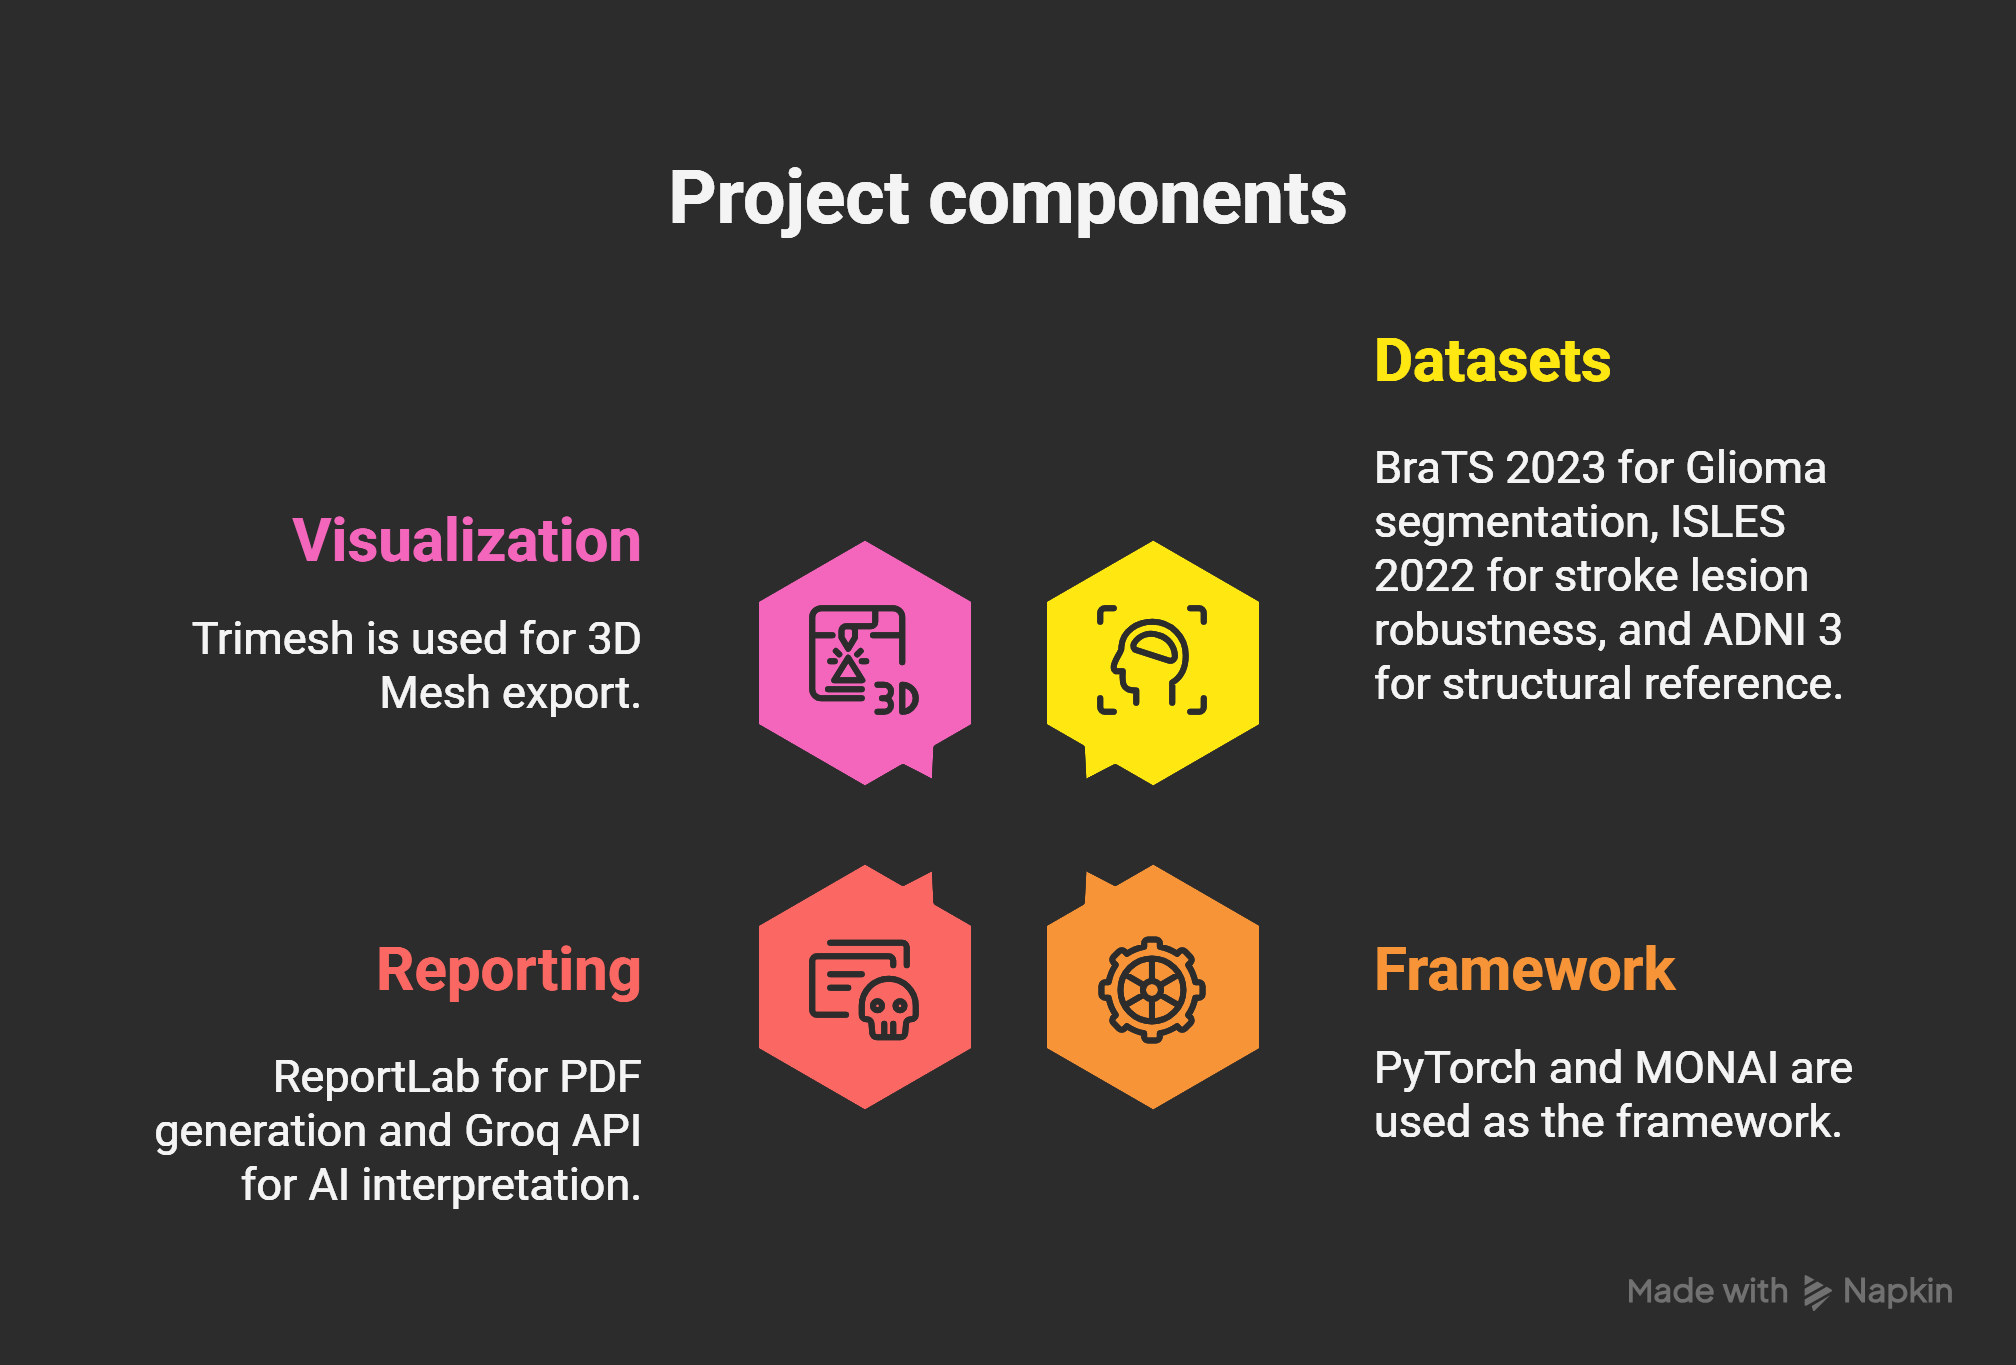 Project components
Datasets
BraTS 2023 for Glioma
segmentation, ISLES
2022 for stroke lesion
robustness, and ADNI 3
for structural reference.
Visualization
Trimesh is used for 3D
Mesh export.
3D
Reporting
ReportLab for PDF
generation and Groq API
for AI interpretation.
Framework
PyTorch and MONAI are
used as the framework.
Made with Napkin